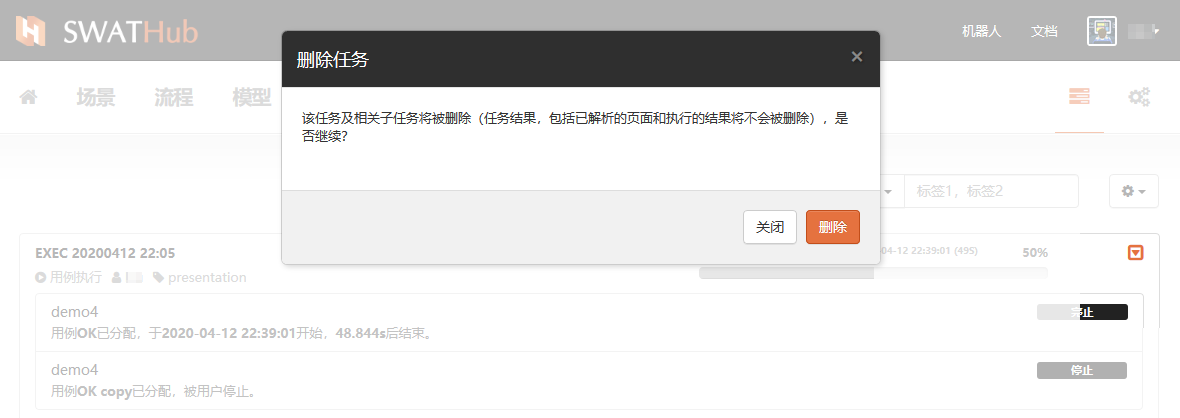 SWATHub
机器人
文档
删除任务
×
场景
流程
模型
该任务及相关子任务将被删除（任务结果，包括已解析的页面和执行的结果将不会被删除），是
否继续？
标签1，标签2
关闭
删除
EXEC 20200412 22:05
-04-12 22:39:01 (49S)
50%
用例执行
presentation
demo4
停止
用例OK已分配，于2020-04-12 22:39:01开始，48.844s后结束。
demo4
停止
用例OK copy已分配，被用户停止。